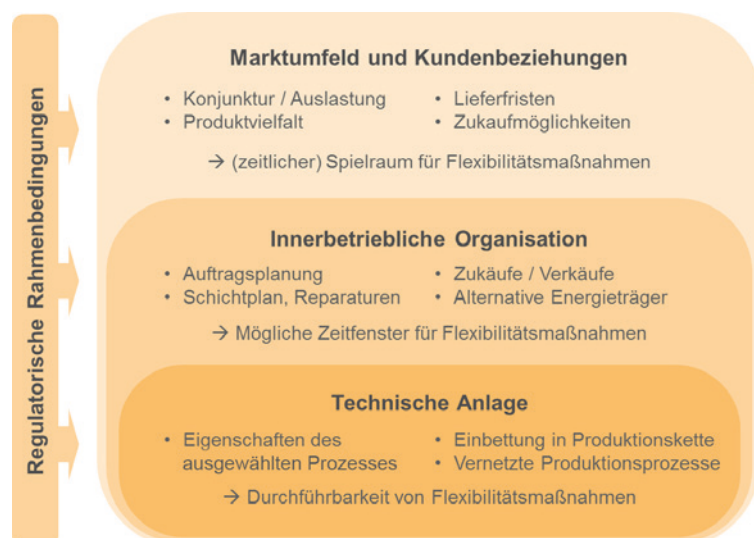 Regulatorische Rahmenbedingungen
Marktumfeld und Kundenbeziehungen
• Konjunktur / Auslastung
• Produktvielfalt
• Lieferfristen
• Zukaufmöglichkeiten
→ (zeitlicher) Spielraum für Flexibilitätsmaßnahmen
Innerbetriebliche Organisation
• Auftragsplanung
• Schichtplan, Reparaturen
• Zukäufe / Verkäufe
• Alternative Energieträger
→ Mögliche Zeitfenster für Flexibilitätsmaßnahmen
Technische Anlage
• Eigenschaften des
ausgewählten Prozesses
• Einbettung in Produktionskette
• Vernetzte Produktionsprozesse
→ Durchführbarkeit von Flexibilitätsmaßnahmen